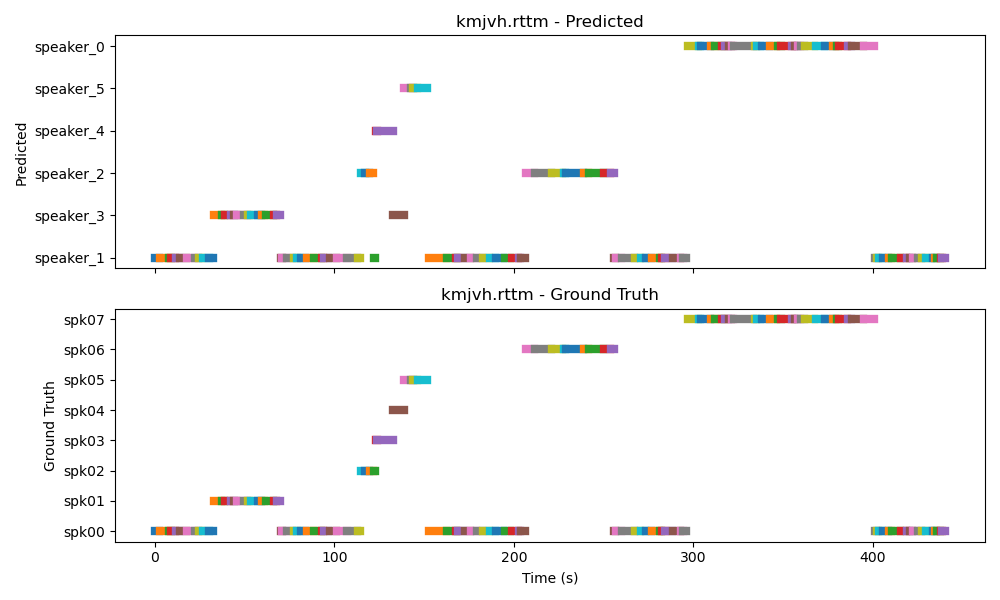 kmjvh.rttm - Predicted
speaker_0
speaker_5
speaker_4
speaker_2
speaker_3
speaker_1
Predicted
kmjvh.rttm - Ground Truth
spk07
spk06
spk05
spk04
spk03
spk02
spk01
spk00
Ground Truth
0 100 200 300 400
Time (s)